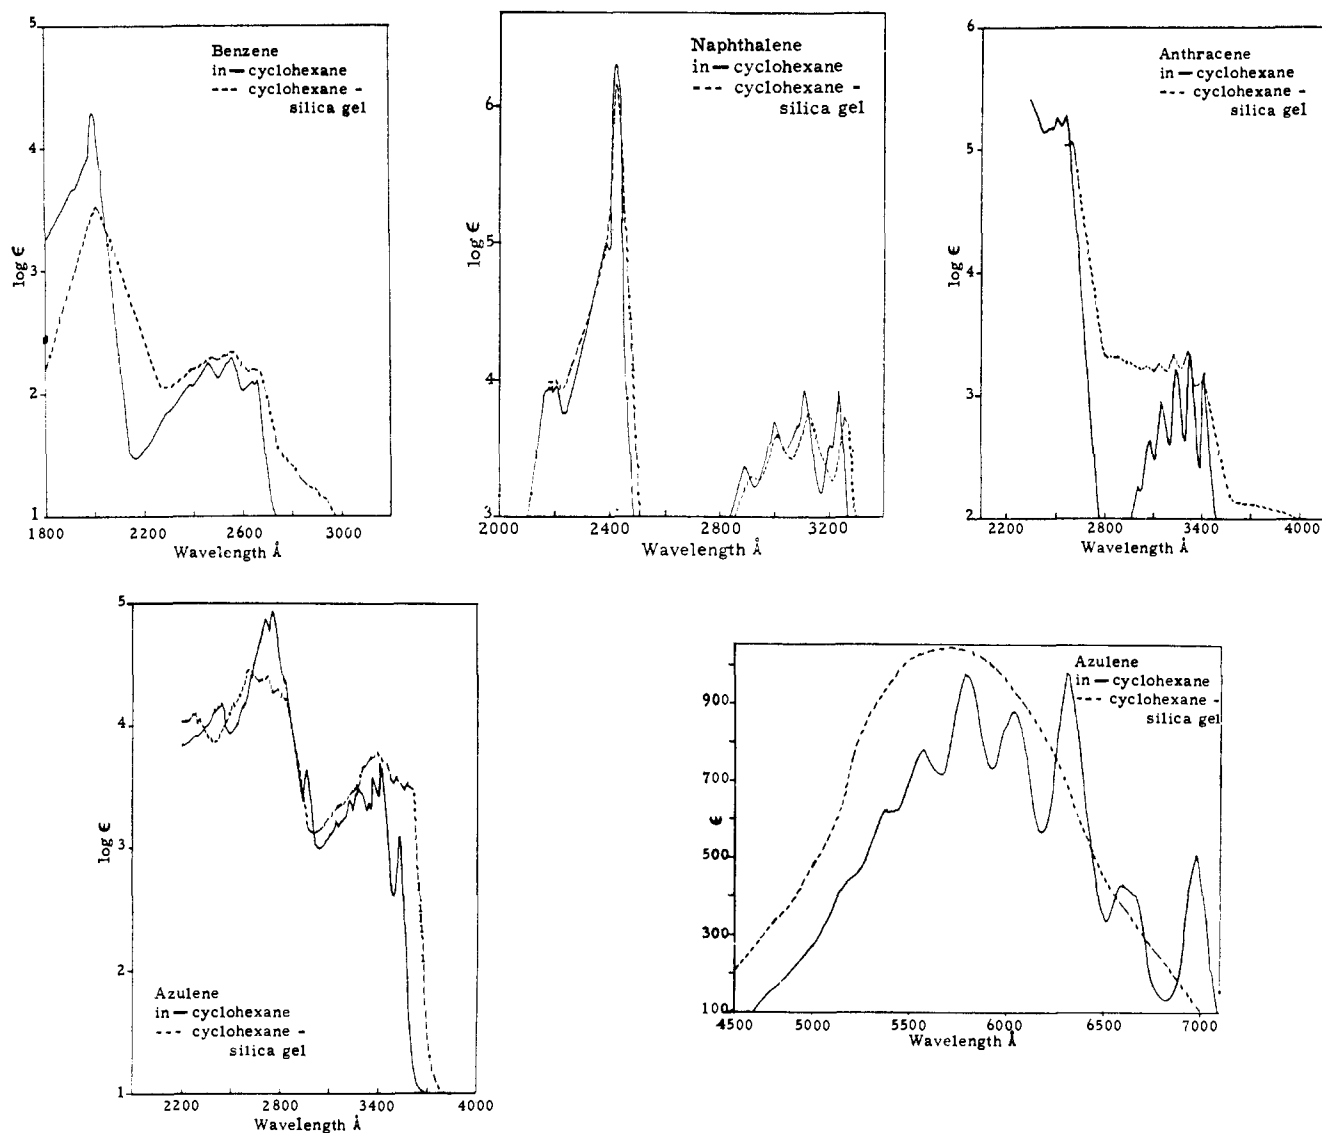 5
4
3
2
1
log ϵ
Benzene
in — cyclohexane
--- cyclohexane -
silica gel
1800
2200
2600
3000
Wavelength Å
6
5
4
3
log ϵ
Naphthalene
in — cyclohexane
--- cyclohexane -
silica gel
2000
2400
2800
3200
Wavelength Å
6
5
4
3
2
log ϵ
Anthracene
in — cyclohexane
--- cyclohexane -
silica gel
2200
2800
3400
4000
Wavelength Å
5
4
3
2
1
log ϵ
Azulene
in — cyclohexane
--- cyclohexane -
silica gel
2200
2800
3400
4000
Wavelength Å
900
700
500
300
100
ϵ
Azulene
in — cyclohexane
--- cyclohexane -
silica gel
4500
5000
5500
6000
6500
7000
Wavelength Å